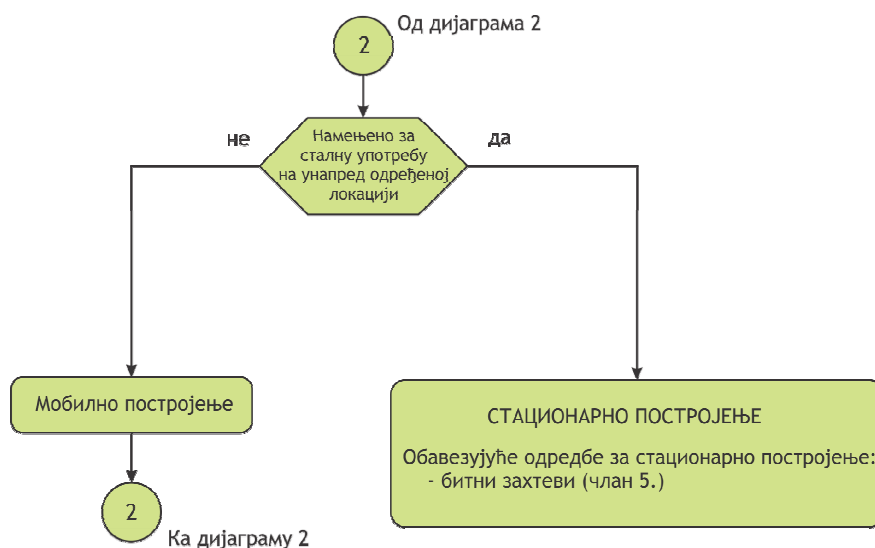 Од дијаграма 2
2
не
Намењено за
сталну употребу
на унапред одређеној
локацији
да
Мобилно постројење
СТАЦИОНАРНО ПОСТРОЈЕЊЕ
Обавезујуће одредбе за стационарно постројење:
- битни захтеви (члан 5.)
2
Ка дијаграму 2